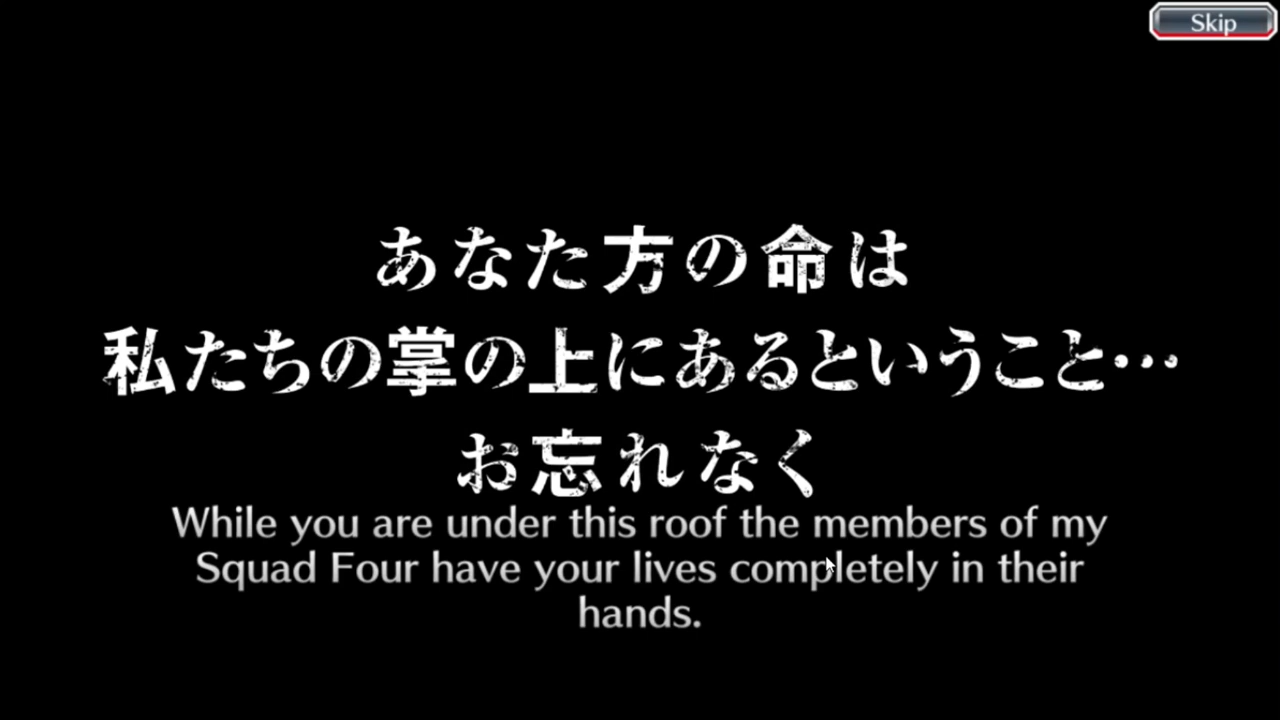 Skip
あなた方の命は
私たちの掌の上にあるということ…
お忘れなく
While you are under this roof the members of my
Squad Four have your lives completely in their
hands.